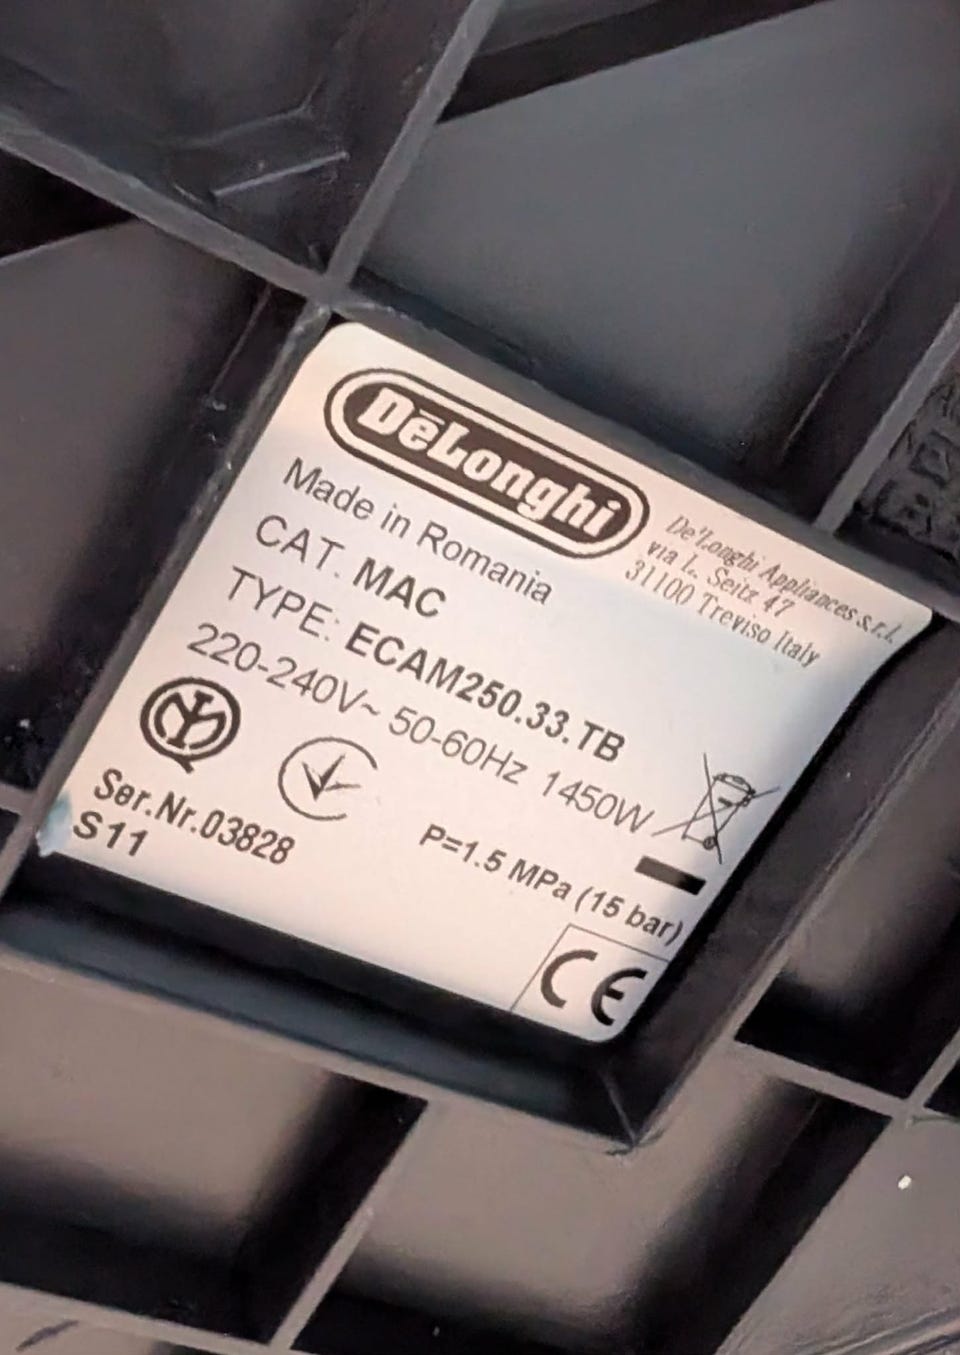 DēLonghi
De'Longhi Appliances s.r.l.
via L. Seitz 47
31100 Treviso Italy
Made in Romania
CAT. MAC
TYPE: ECAM250.33.TB
220-240V~ 50-60Hz 1450W
Ser.Nr.03828
S11
P=1.5 MPa (15 bar)
CE